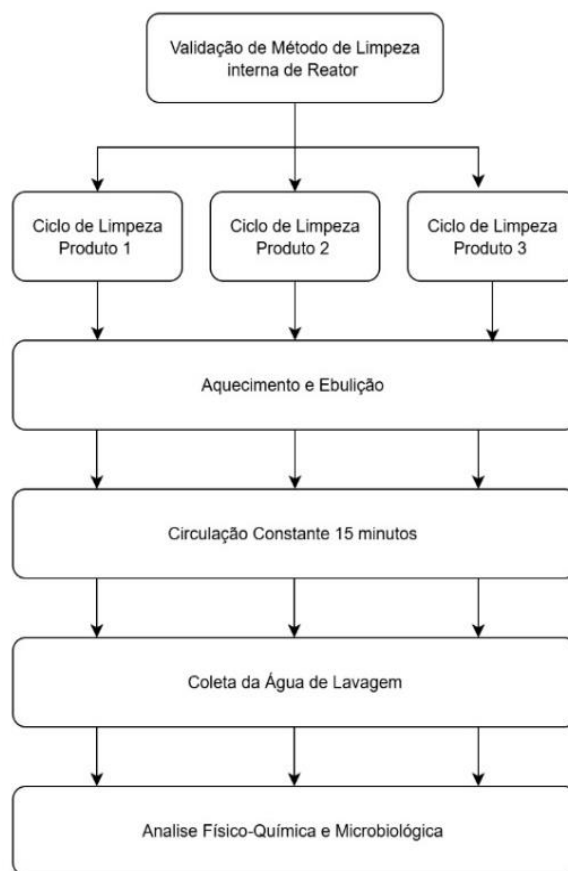 Validação de Método de Limpeza
interna de Reator
Ciclo de Limpeza
Produto 1
Ciclo de Limpeza
Produto 2
Ciclo de Limpeza
Produto 3
Aquecimento e Ebulição
Circulação Constante 15 minutos
Coleta da Água de Lavagem
Analise Físico-Química e Microbiológica